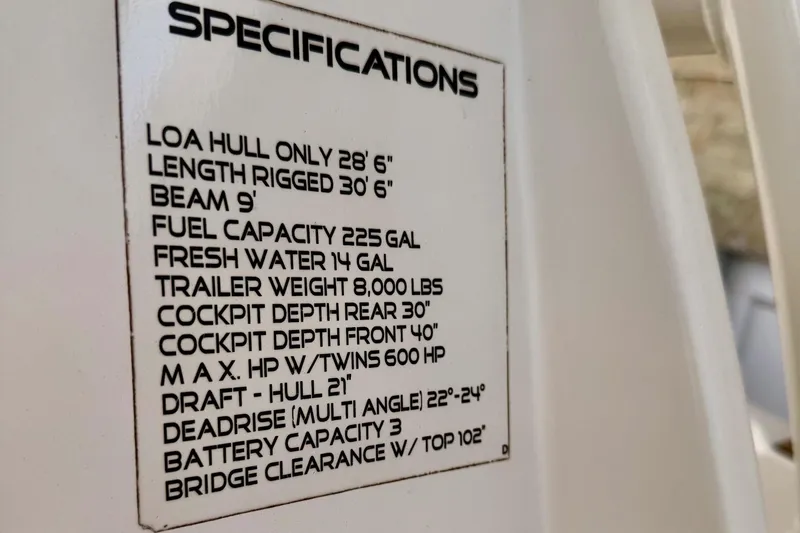 SPECIFICATIONS
LOA HULL ONLY 28' 6"
LENGTH RIGGED 30' 6"
BEAM 9'
FUEL CAPACITY 225 GAL
FRESH WATER 14 GAL
TRAILER WEIGHT 8,000 LBS
COCKPIT DEPTH REAR 30"
COCKPIT DEPTH FRONT 40"
M A X. HP W/TWINS 600 HP
DRAFT - HULL 21"
DEADRISE (MULTI ANGLE) 22°-24°
BATTERY CAPACITY 3
BRIDGE CLEARANCE W/ TOP 102"
D